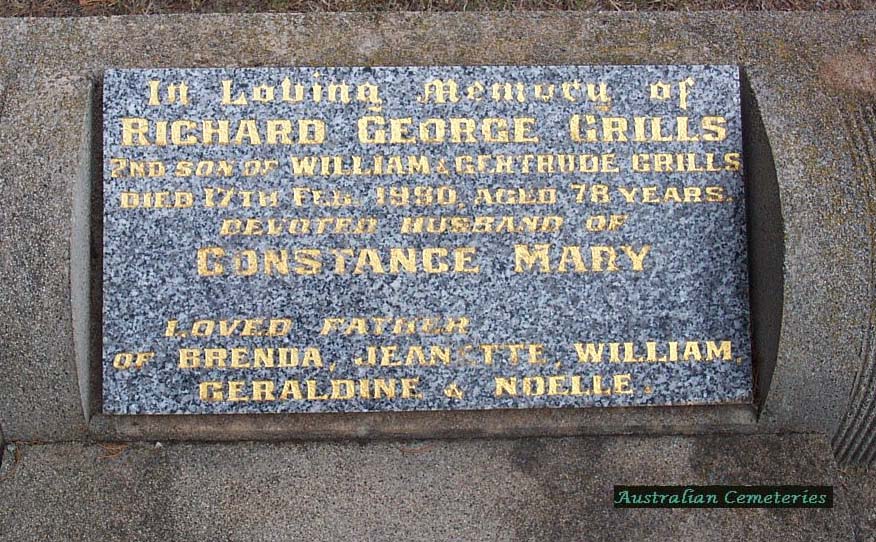 In Loving Memory of
RICHARD GEORGE GRILLS
2ND SON OF WILLIAM & GERTRUDE GRILLS
DIED 17TH FEB. 1990, AGED 78 YEARS.
DEVOTED HUSBAND OF
CONSTANCE MARY
LOVED FATHER
OF BRENDA, JEANETTE, WILLIAM,
GERALDINE & NOELLE.
Australian Cemeteries